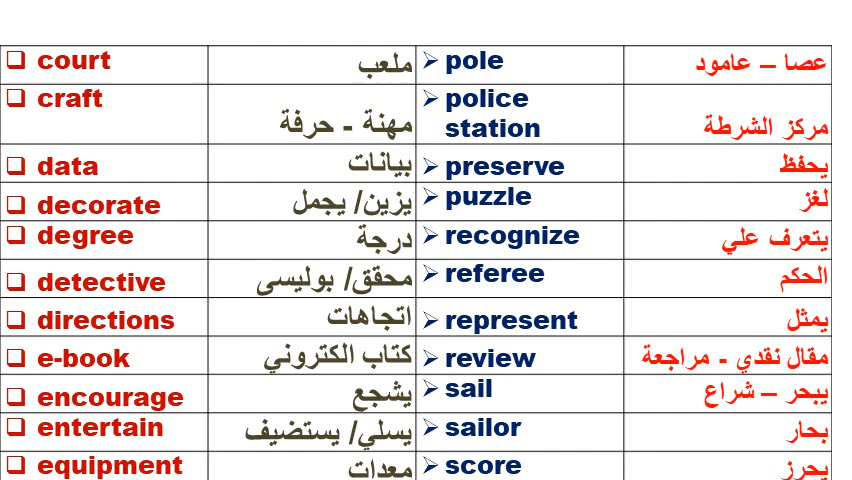 court ملعب pole عصا – عامود
craft مهنة - حرفة police station مركز الشرطة
data بيانات preserve يحفظ
decorate يزين/ يجمل puzzle لغز
degree درجة recognize يتعرف علي
detective محقق/ بوليسى referee الحكم
directions اتجاهات represent يمثل
e-book كتاب الكتروني review مقال نقدي - مراجعة
encourage يشجع sail يبحر – شراع
entertain يسلي/ يستضيف sailor بحار
equipment معدات score يحرز